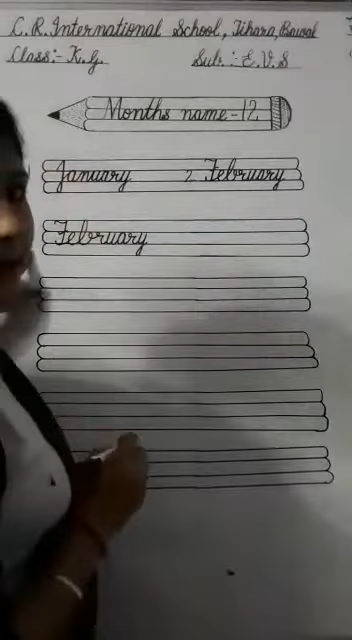 C.R. International School, Tihara, Bawal
Class:- K.G. Sub:- E.V.S
Months name-12
January 2 February
February